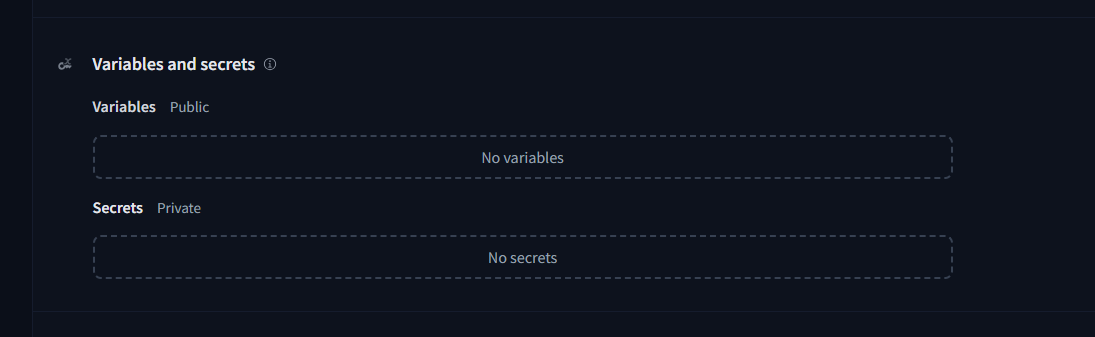 Variables and secrets
Variables Public
No variables
Secrets Private
No secrets